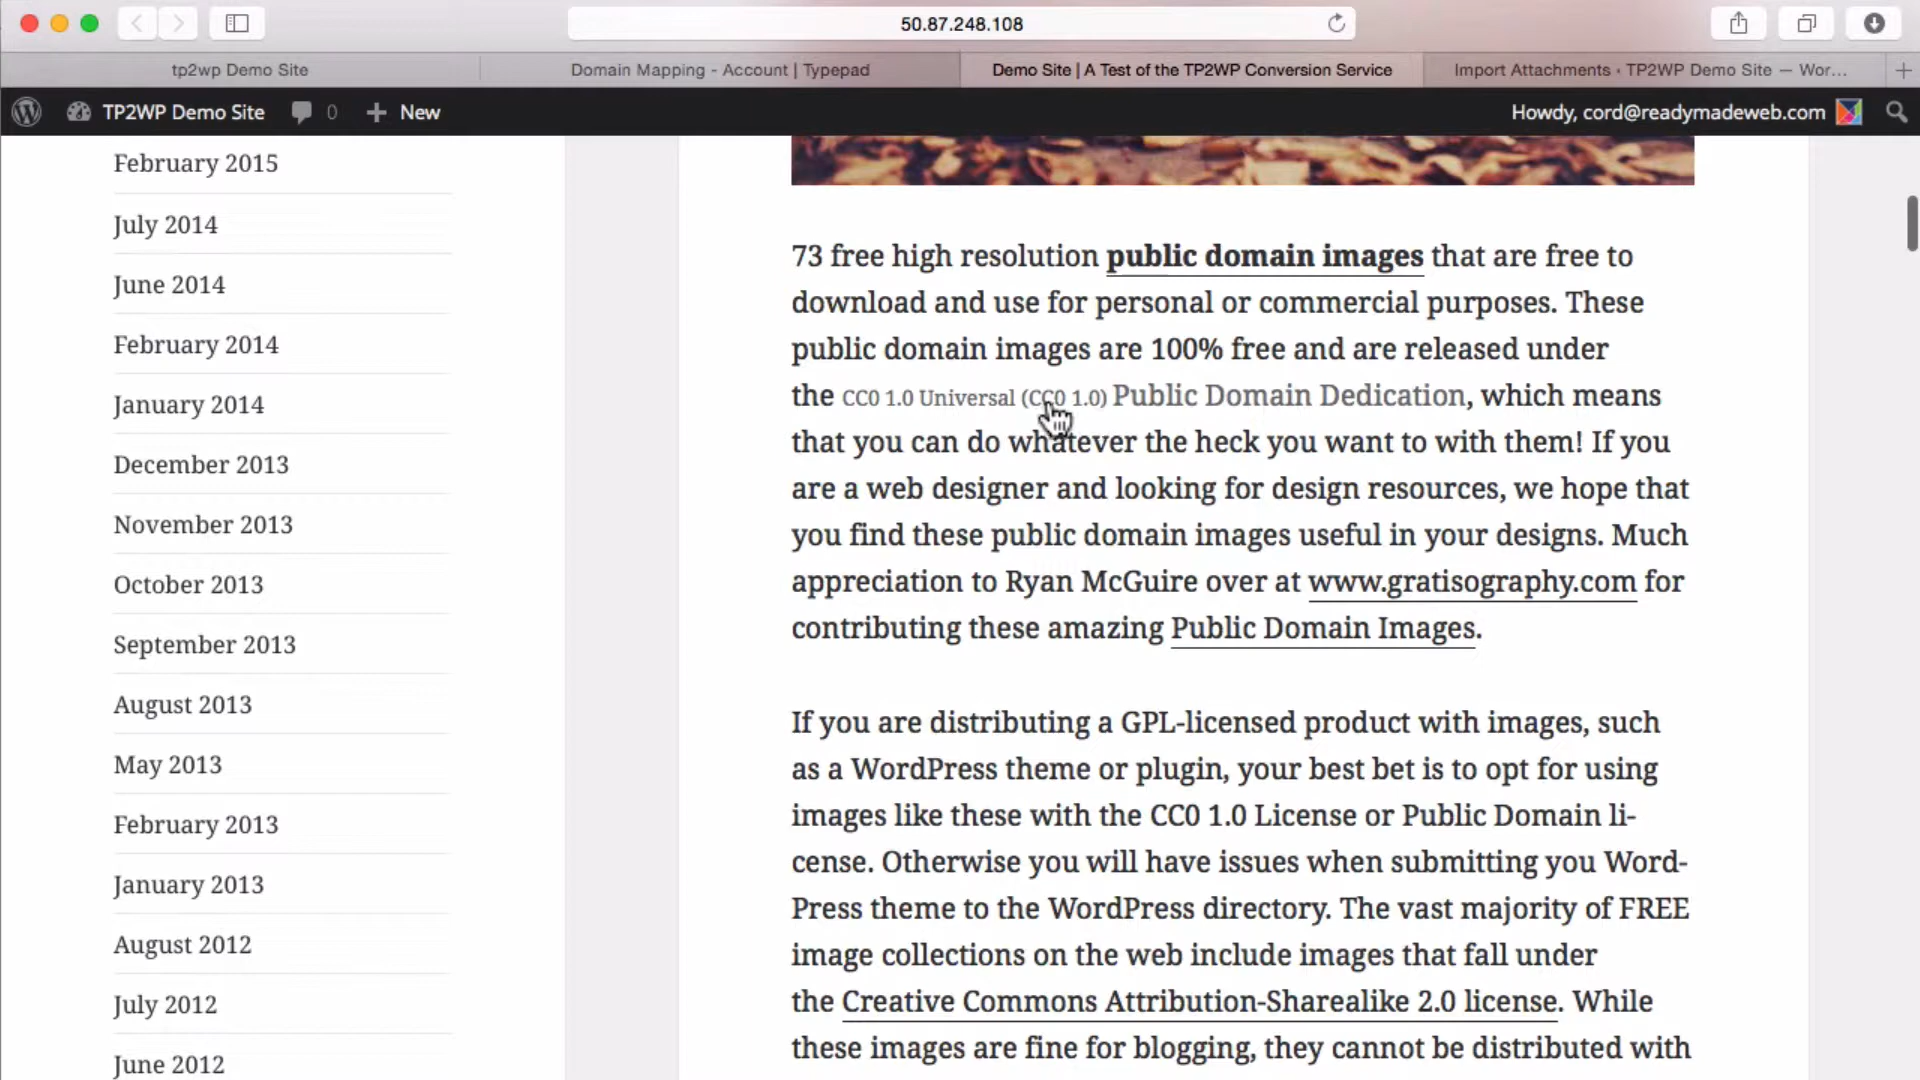 50.87.248.108
tp2wp Demo Site
Domain Mapping - Account | Typepad
Demo Site | A Test of the TP2WP Conversion Service
Import Attachments ‹ TP2WP Demo Site — Wor...
TP2WP Demo Site
0
New
Howdy, cord@readymadeweb.com
February 2015
July 2014
June 2014
February 2014
January 2014
December 2013
November 2013
October 2013
September 2013
August 2013
May 2013
February 2013
January 2013
August 2012
July 2012
June 2012
73 free high resolution public domain images that are free to
download and use for personal or commercial purposes. These
public domain images are 100% free and are released under
the CC0 1.0 Universal (CC0 1.0) Public Domain Dedication, which means
that you can do whatever the heck you want to with them! If you
are a web designer and looking for design resources, we hope that
you find these public domain images useful in your designs. Much
appreciation to Ryan McGuire over at www.gratisography.com for
contributing these amazing Public Domain Images.
If you are distributing a GPL-licensed product with images, such
as a WordPress theme or plugin, your best bet is to opt for using
images like these with the CC0 1.0 License or Public Domain li-
cense. Otherwise you will have issues when submitting you Word-
Press theme to the WordPress directory. The vast majority of FREE
image collections on the web include images that fall under
the Creative Commons Attribution-Sharealike 2.0 license. While
these images are fine for blogging, they cannot be distributed with